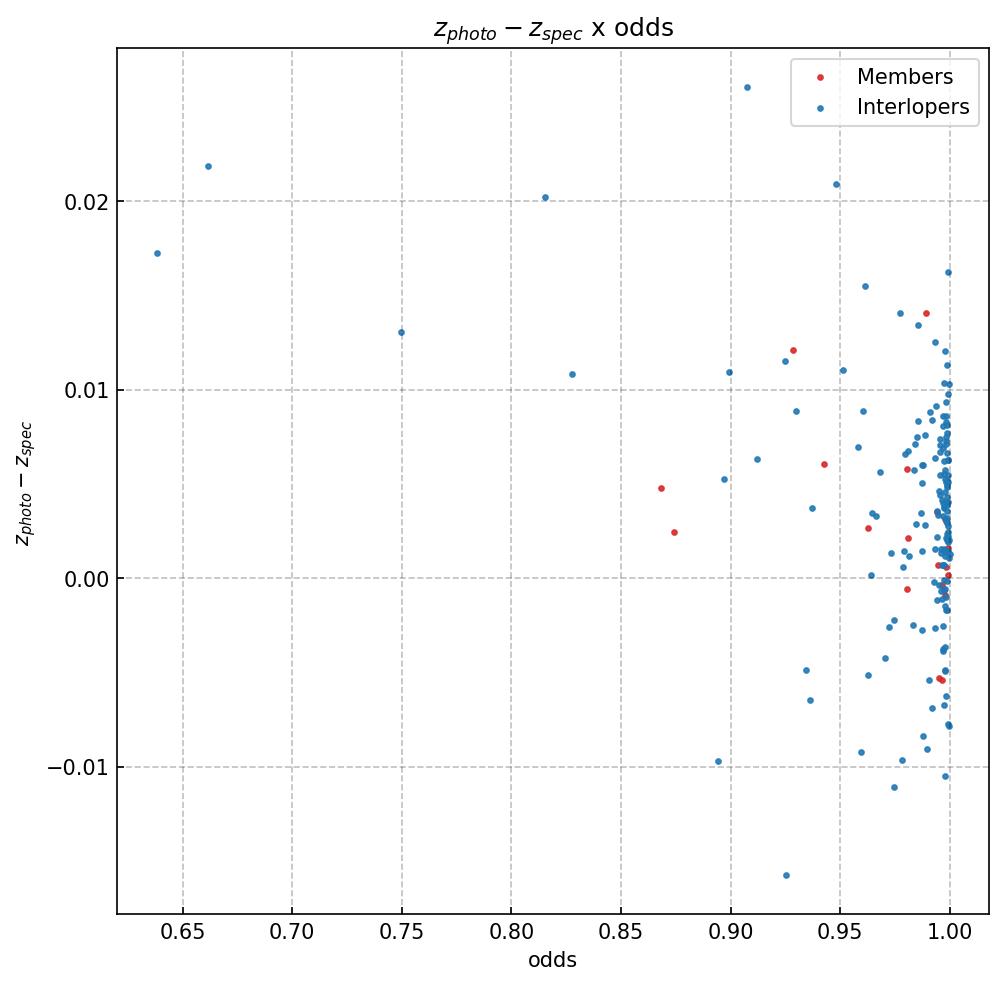 z_photo − z_spec x odds
Members
Interlopers
0.02
0.01
0.00
−0.01
z_photo − z_spec
0.65 0.70 0.75 0.80 0.85 0.90 0.95 1.00
odds